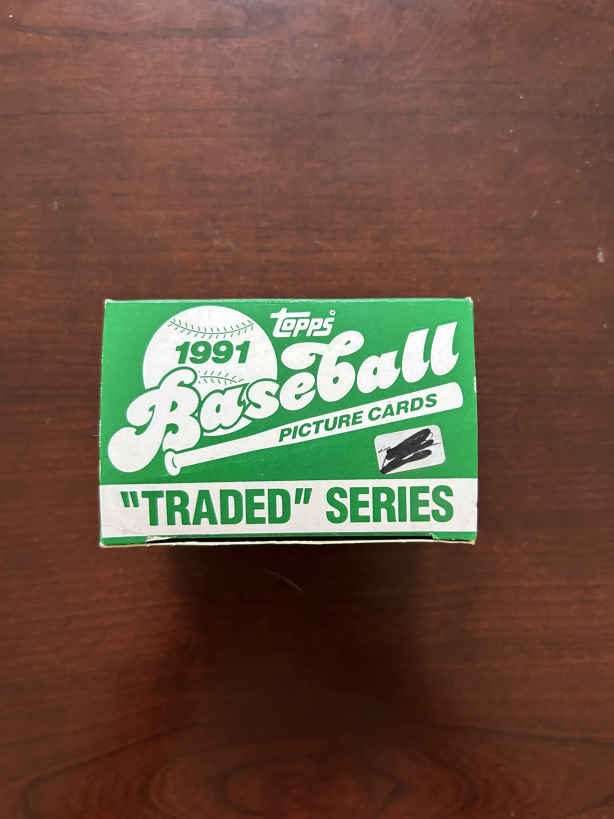 TOPPS
1991
Baseball
PICTURE CARDS
"TRADED" SERIES